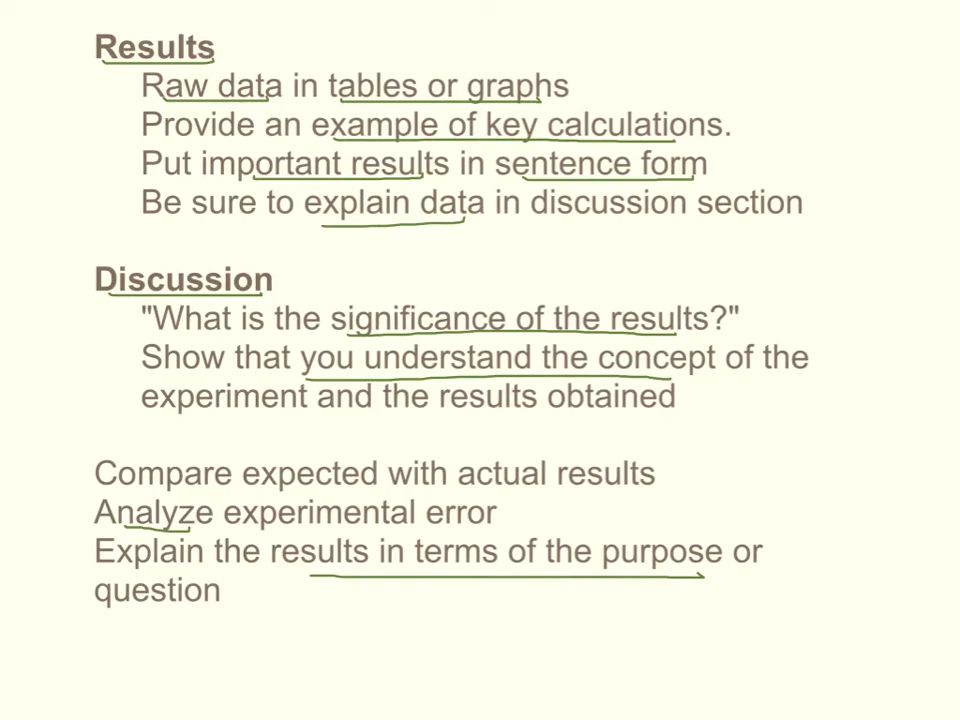 Results
Raw data in tables or graphs
Provide an example of key calculations.
Put important results in sentence form
Be sure to explain data in discussion section
Discussion
"What is the significance of the results?"
Show that you understand the concept of the
experiment and the results obtained
Compare expected with actual results
Analyze experimental error
Explain the results in terms of the purpose or
question